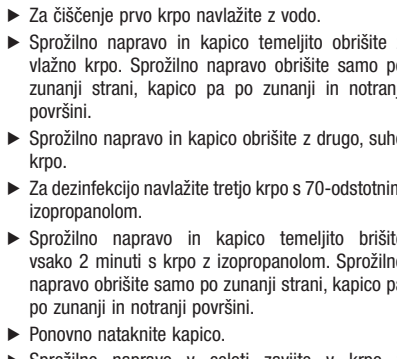 ► Za čiščenje prvo krpo navlažite z vodo.
► Sprožilno napravo in kapico temeljito obrišite
vlažno krpo. Sprožilno napravo obrišite samo po
zunanji strani, kapico pa po zunanji in notranj
površini.
► Sprožilno napravo in kapico obrišite z drugo, suho
krpo.
► Za dezinfekcijo navlažite tretjo krpo s 70-odstotnim
izopropanolom.
► Sprožilno napravo in kapico temeljito brišite
vsako 2 minuti s krpo z izopropanolom. Sprožilno
napravo obrišite samo po zunanji strani, kapico pa
po zunanji in notranji površini.
► Ponovno nataknite kapico.